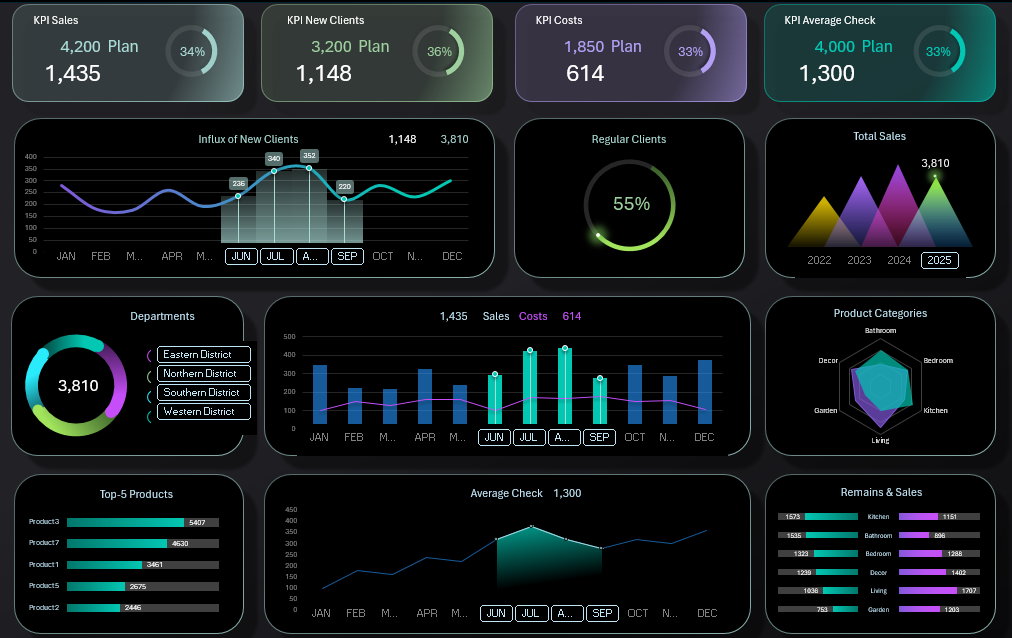 KPI Sales
4,200 Plan
1,435
34%
KPI New Clients
3,200 Plan
1,148
36%
KPI Costs
1,850 Plan
614
33%
KPI Average Check
4,000 Plan
1,300
33%
Influx of New Clients 1,148 3,810
400
350
300
250
200
150
100
50
0
236
340
352
220
JAN FEB M... APR M... JUN JUL A... SEP OCT N... DEC
Regular Clients
55%
Total Sales
3,810
2022 2023 2024 2025
Departments
3,810
Eastern District
Northern District
Southern District
Western District
1,435 Sales Costs 614
500
400
300
200
100
0
JAN FEB M... APR M... JUN JUL A... SEP OCT N... DEC
Product Categories
Bathroom
Bedroom
Kitchen
Living
Garden
Decor
Top-5 Products
Product3 5407
Product7 4630
Product1 3461
Product5 2675
Product2 2446
Average Check 1,300
450
400
350
300
250
200
150
100
50
0
JAN FEB M... APR M... JUN JUL A... SEP OCT N... DEC
Remains & Sales
1573 Kitchen 1151
1535 Bathroom 896
1323 Bedroom 1288
1239 Decor 1402
1036 Living 1707
753 Garden 1203